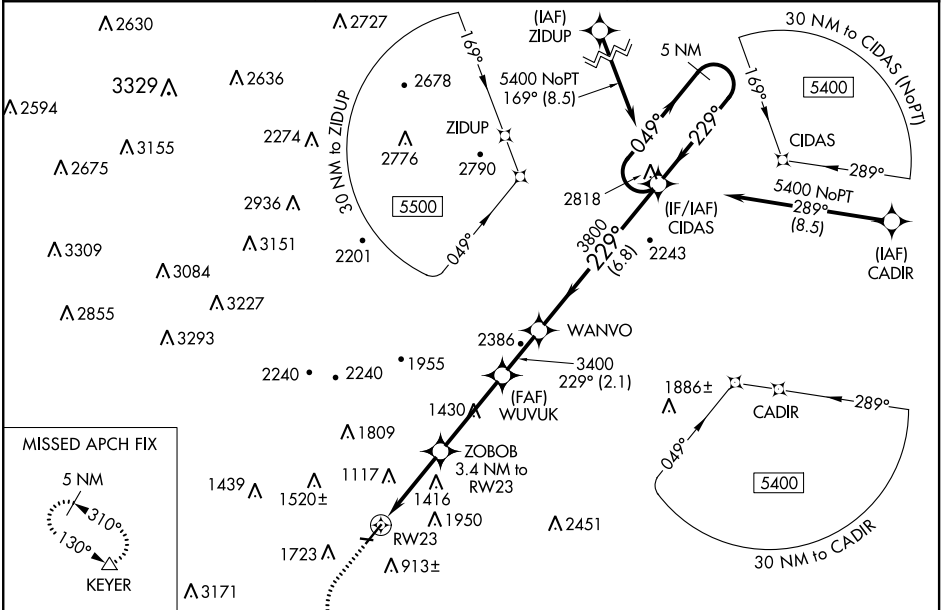 2630
2727
(IAF)
ZIDUP
30 NM to CIDAS (NoPT)
3329
2636
169°
2678
5 NM
5400 NoPT
169° (8.5)
169°
5400
2594
30 NM to ZIDUP
2274
ZIDUP
049°
229°
CIDAS
3155
2776
2790
2675
289°
2818
5400 NoPT
289°
(8.5)
2936
5500
(IF/IAF)
CIDAS
3309
3151
2201
049°
3800
229°
(6.8)
2243
(IAF)
CADIR
3084
2855
3227
WANVO
3293
2386
1955
3400
229° (2.1)
2240
2240
(FAF)
WUVUK
1886±
CADIR
289°
1430
MISSED APCH FIX
1809
ZOBOB
3.4 NM to
RW23
049°
5 NM
1439
1520±
1117
1416
5400
310°
1950
2451
130°
RW23
30 NM to CADIR
1723
913±
KEYER
3171